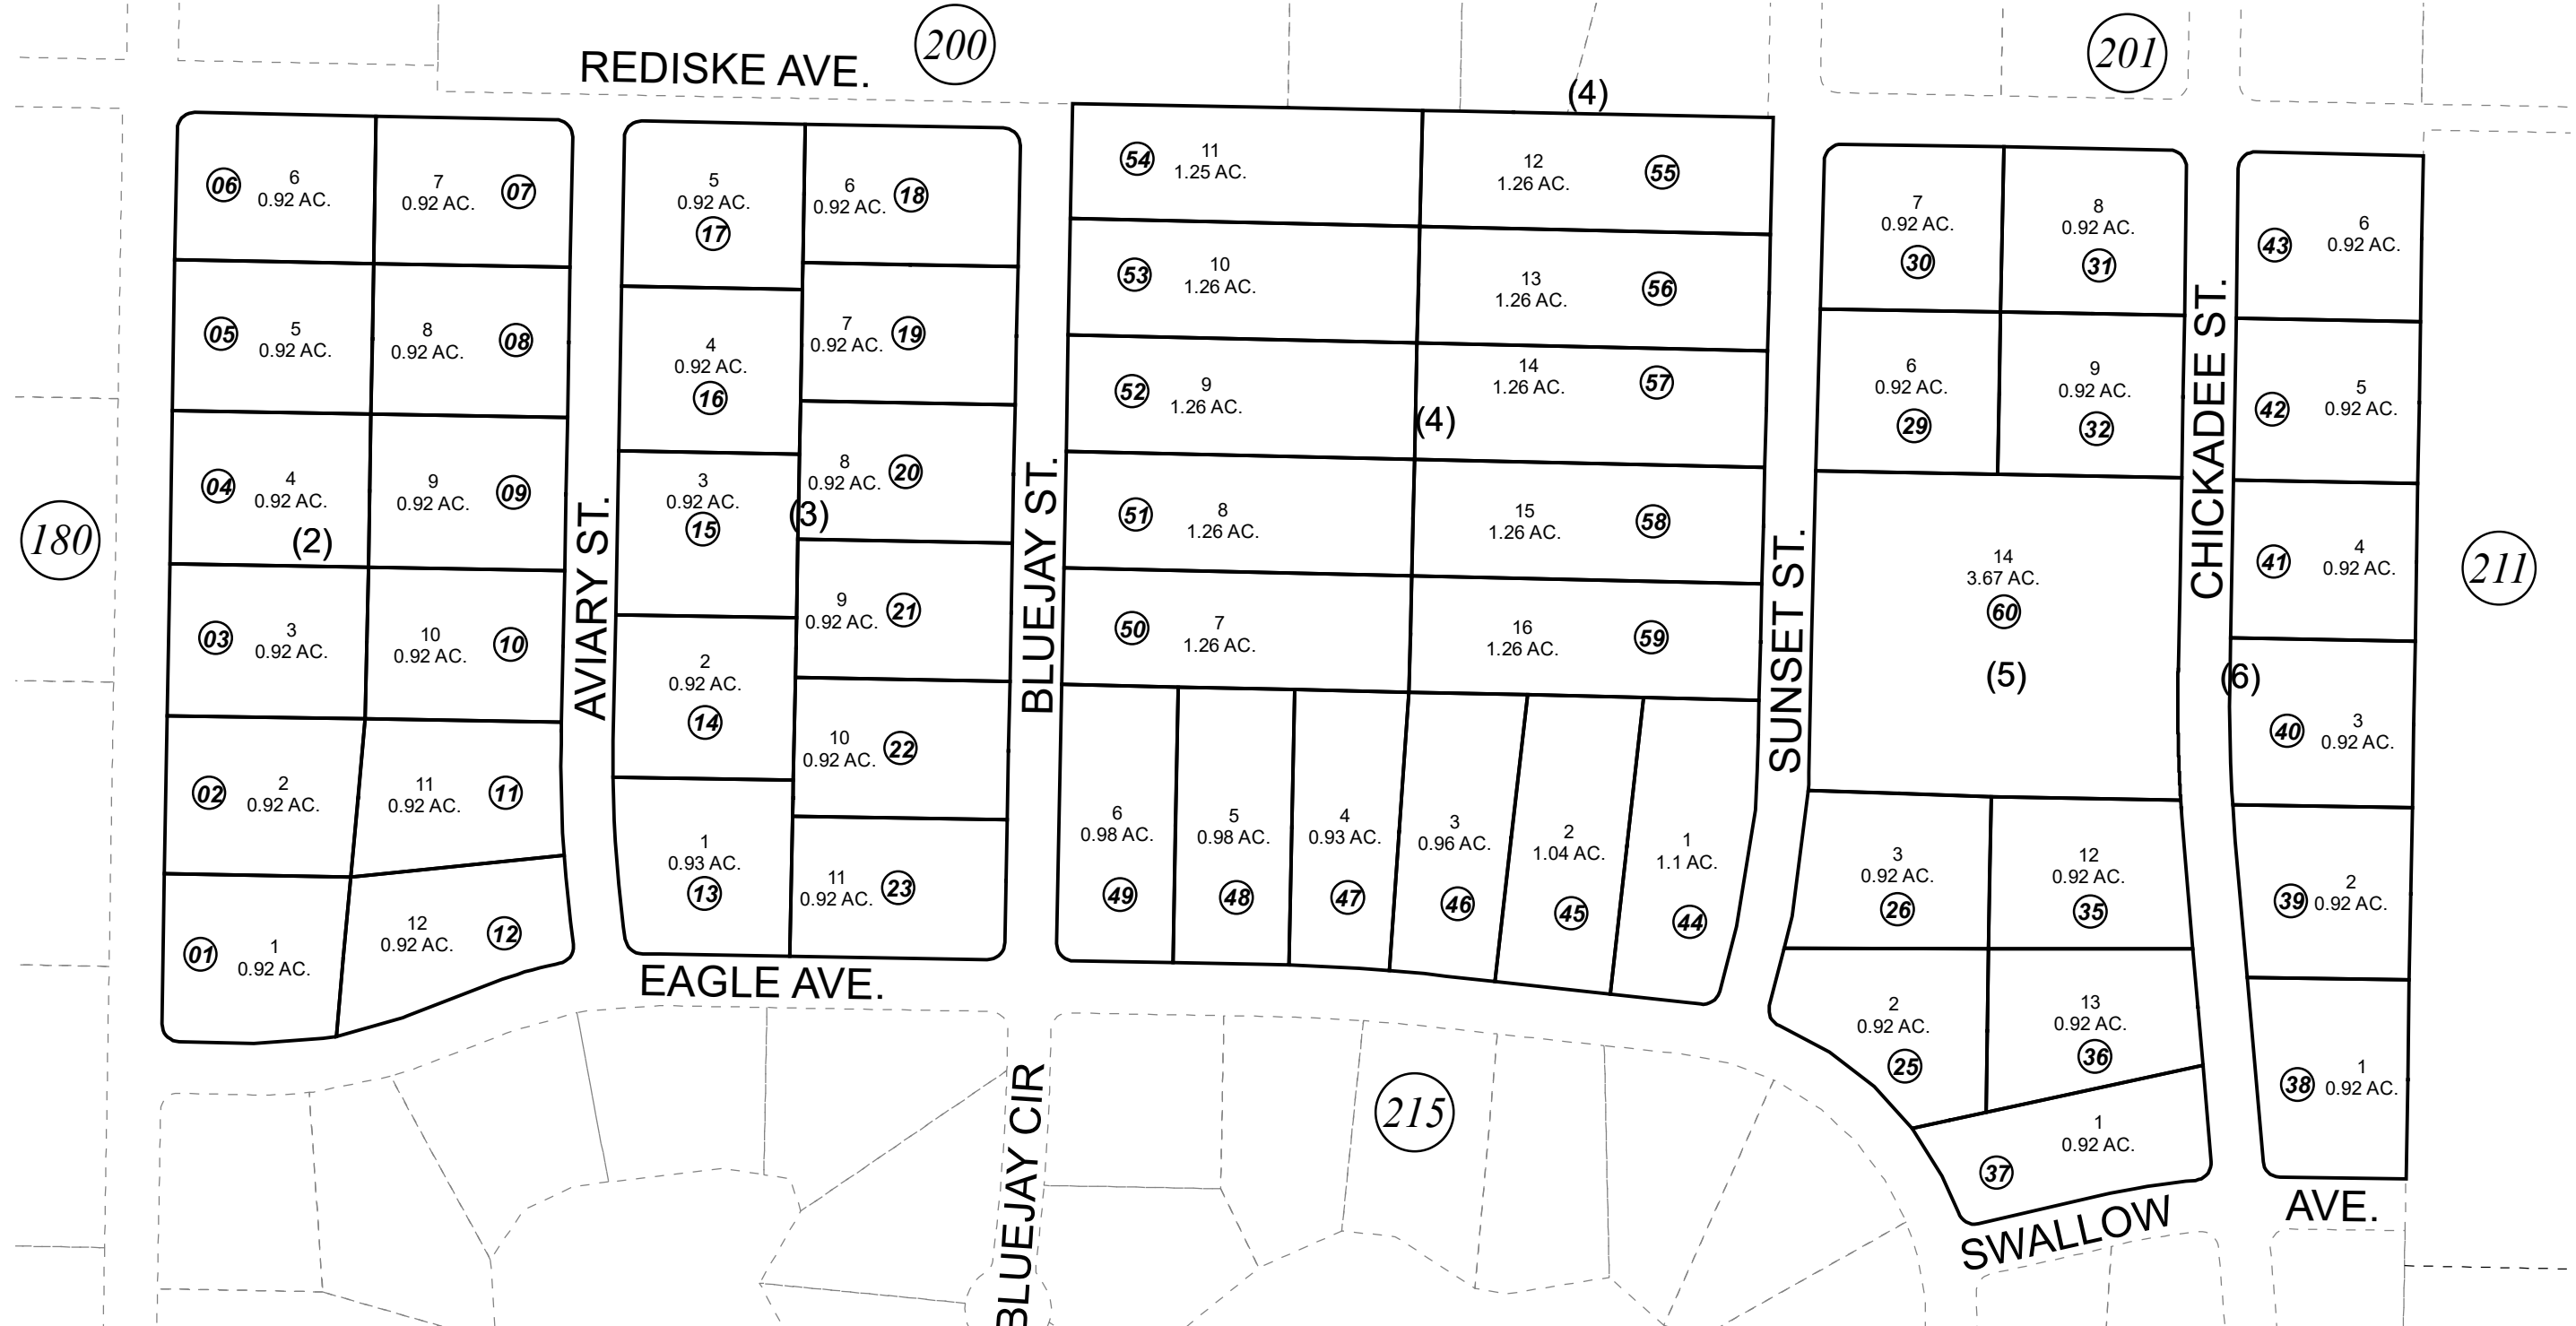 200
201
REDISKE AVE.
(4)
180
211
215
06
6
0.92 AC.
7
0.92 AC.
07
05
5
0.92 AC.
8
0.92 AC.
08
04
4
0.92 AC.
9
0.92 AC.
09
(2)
03
3
0.92 AC.
10
0.92 AC.
10
02
2
0.92 AC.
11
0.92 AC.
11
01
1
0.92 AC.
12
0.92 AC.
12
AVIARY ST.
5
0.92 AC.
17
6
0.92 AC.
18
4
0.92 AC.
16
7
0.92 AC.
19
3
0.92 AC.
15
(3)
8
0.92 AC.
20
2
0.92 AC.
14
9
0.92 AC.
21
10
0.92 AC.
22
1
0.93 AC.
13
11
0.92 AC.
23
EAGLE AVE.
BLUEJAY ST.
BLUEJAY CIR
54
11
1.25 AC.
12
1.26 AC.
55
53
10
1.26 AC.
13
1.26 AC.
56
52
9
1.26 AC.
14
1.26 AC.
57
(4)
51
8
1.26 AC.
15
1.26 AC.
58
50
7
1.26 AC.
16
1.26 AC.
59
6
0.98 AC.
49
5
0.98 AC.
48
4
0.93 AC.
47
3
0.96 AC.
46
2
1.04 AC.
45
1
1.1 AC.
44
SUNSET ST.
7
0.92 AC.
30
8
0.92 AC.
31
6
0.92 AC.
29
9
0.92 AC.
32
14
3.67 AC.
60
(5)
3
0.92 AC.
26
12
0.92 AC.
35
2
0.92 AC.
25
13
0.92 AC.
36
1
0.92 AC.
37
CHICKADEE ST.
43
6
0.92 AC.
42
5
0.92 AC.
41
4
0.92 AC.
(6)
40
3
0.92 AC.
39
2
0.92 AC.
38
1
0.92 AC.
SWALLOW
AVE.